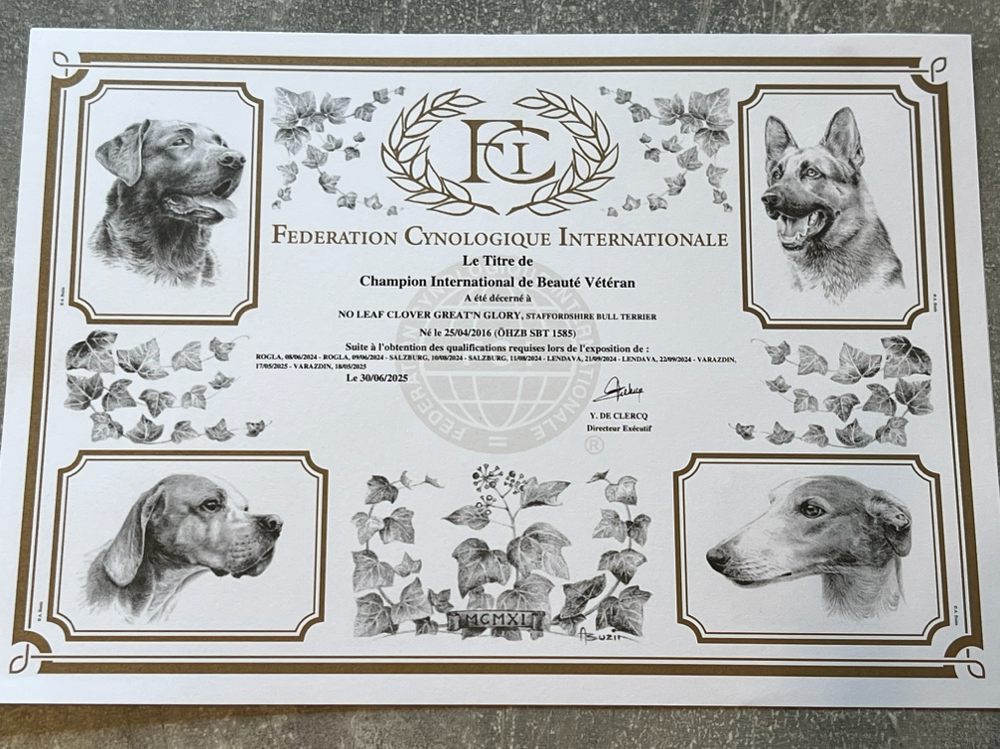 FCI
FEDERATION CYNOLOGIQUE INTERNATIONALE
Le Titre de
Champion International de Beauté Vétéran
A été décerné à
NO LEAF CLOVER GREAT'N GLORY, STAFFORDSHIRE BULL TERRIER
Né le 25/04/2016 (ÖHZB SBT 1585)
Suite à l'obtention des qualifications requises lors de l'exposition de :
ROGLA, 08/06/2024 - ROGLA, 09/06/2024 - SALZBURG, 10/08/2024 - SALZBURG, 11/08/2024 - LENDAVA, 21/09/2024 - LENDAVA, 22/09/2024 - VARAZDIN,
17/05/2025 - VARAZDIN, 18/05/2025
Le 30/06/2025
Y. DE CLERCQ
Directeur Exécutif
®
MCMXI